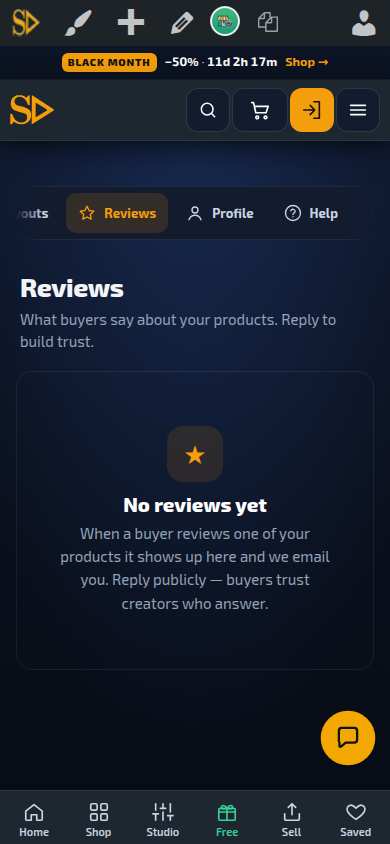 BLACK MONTH −50% · 11d 2h 17m Shop →
youts Reviews Profile Help
Reviews
What buyers say about your products. Reply to
build trust.
No reviews yet
When a buyer reviews one of your
products it shows up here and we email
you. Reply publicly — buyers trust
creators who answer.
Home Shop Studio Free Sell Saved